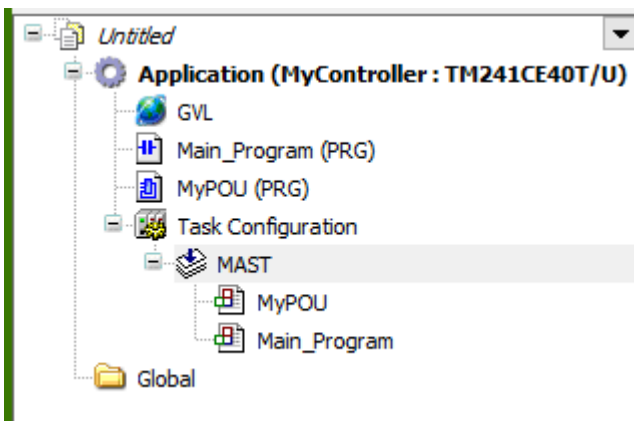 Untitled
Application (MyController : TM241CE40T/U)
GVL
Main_Program (PRG)
MyPOU (PRG)
Task Configuration
MAST
MyPOU
Main_Program
Global